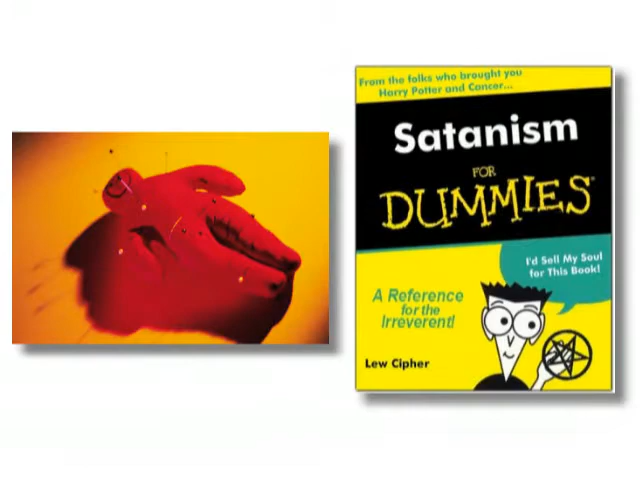 From the folks who brought you
Harry Potter and Cancer...
Satanism
FOR
DUMMIES®
I'd Sell My Soul
for This Book!
A Reference
for the
Irreverent!
Lew Cipher